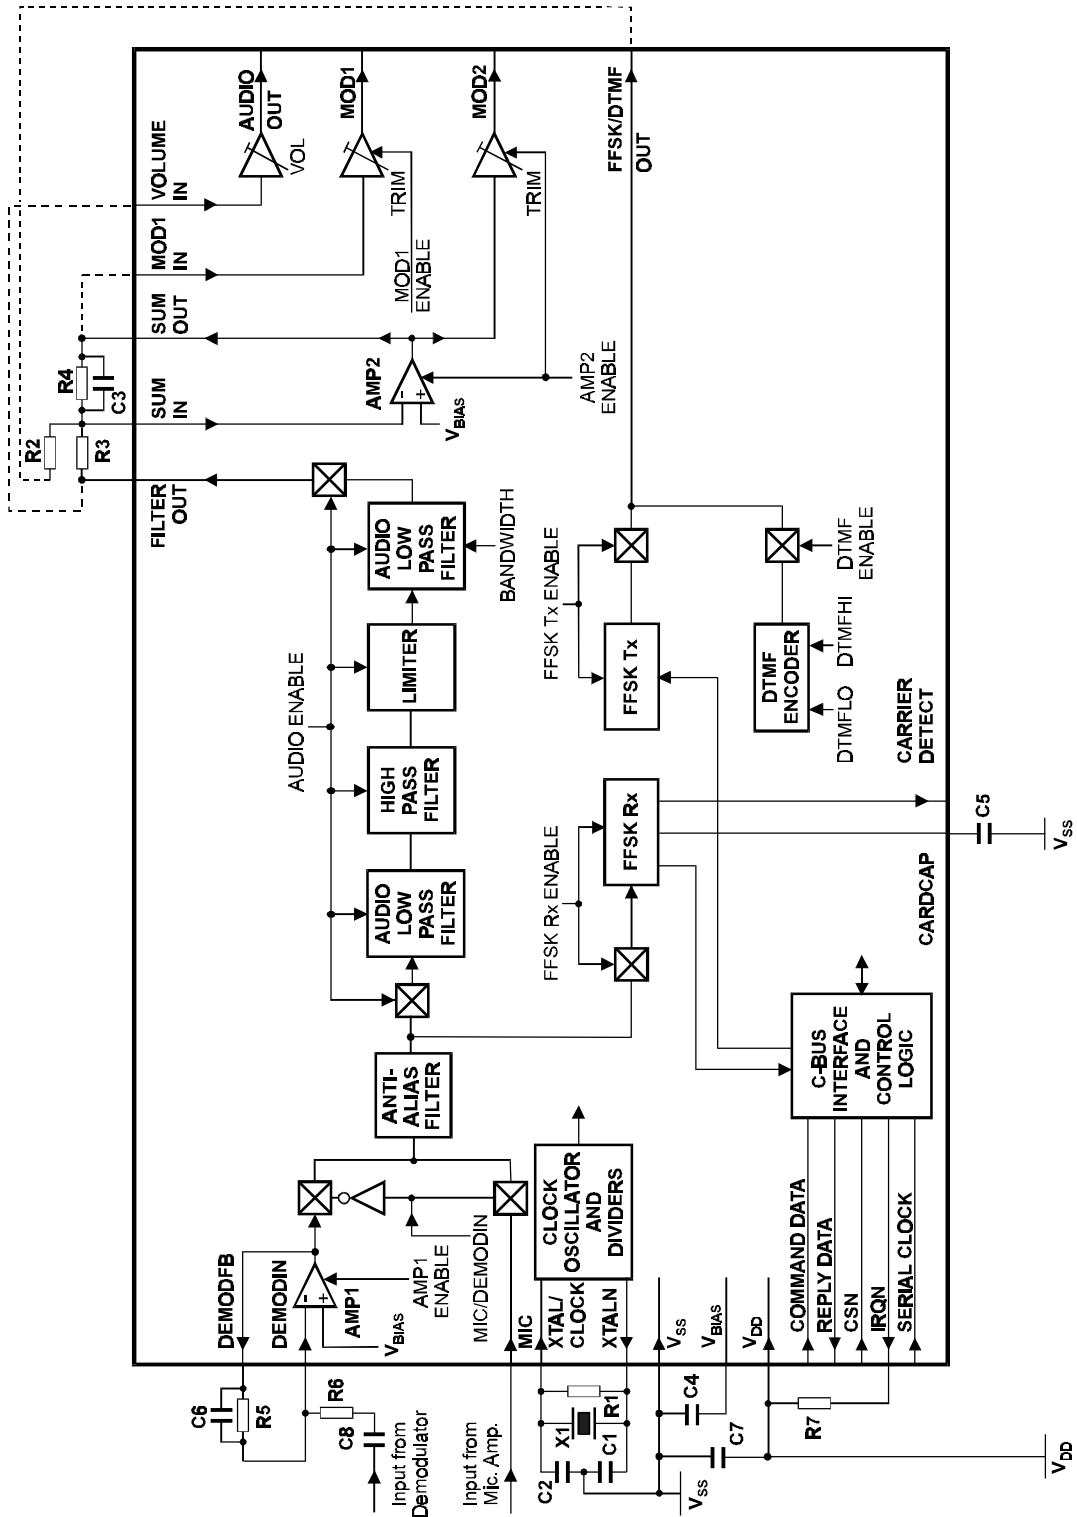 AUDIO
OUT
MOD1
MOD2
FFSK/DTMF
OUT
VOLUME
IN
MOD1
IN
SUM
OUT
SUM
IN
FILTER
OUT
VOL
TRIM
TRIM
MOD1
ENABLE
AMP2
ENABLE
AMP2
-
+
VBIAS
R4
C3
R2
R3
AUDIO
LOW
PASS
FILTER
BANDWIDTH
LIMITER
HIGH
PASS
FILTER
AUDIO
LOW
PASS
FILTER
AUDIO ENABLE
FFSK Tx ENABLE
FFSK Tx
DTMF
ENABLE
DTMF
ENCODER
DTMFLO
DTMFHI
FFSK Rx ENABLE
FFSK Rx
CARRIER
DETECT
CARDCAP
C5
VSS
C-BUS
INTERFACE
AND
CONTROL
LOGIC
ANTI-
ALIAS
FILTER
CLOCK
OSCILLATOR
AND
DIVIDERS
DEMODFB
DEMODIN
AMP1
-
+
VBIAS
AMP1
ENABLE
MIC/DEMODIN
MIC
XTAL/
CLOCK
XTALN
VSS
VBIAS
VDD
COMMAND DATA
REPLY DATA
CSN
IRQN
SERIAL CLOCK
C6
R5
R6
C8
Input from
Demodulator
Input from
Mic. Amp.
X1
R1
C2
C1
C4
C7
R7
VSS
VDD